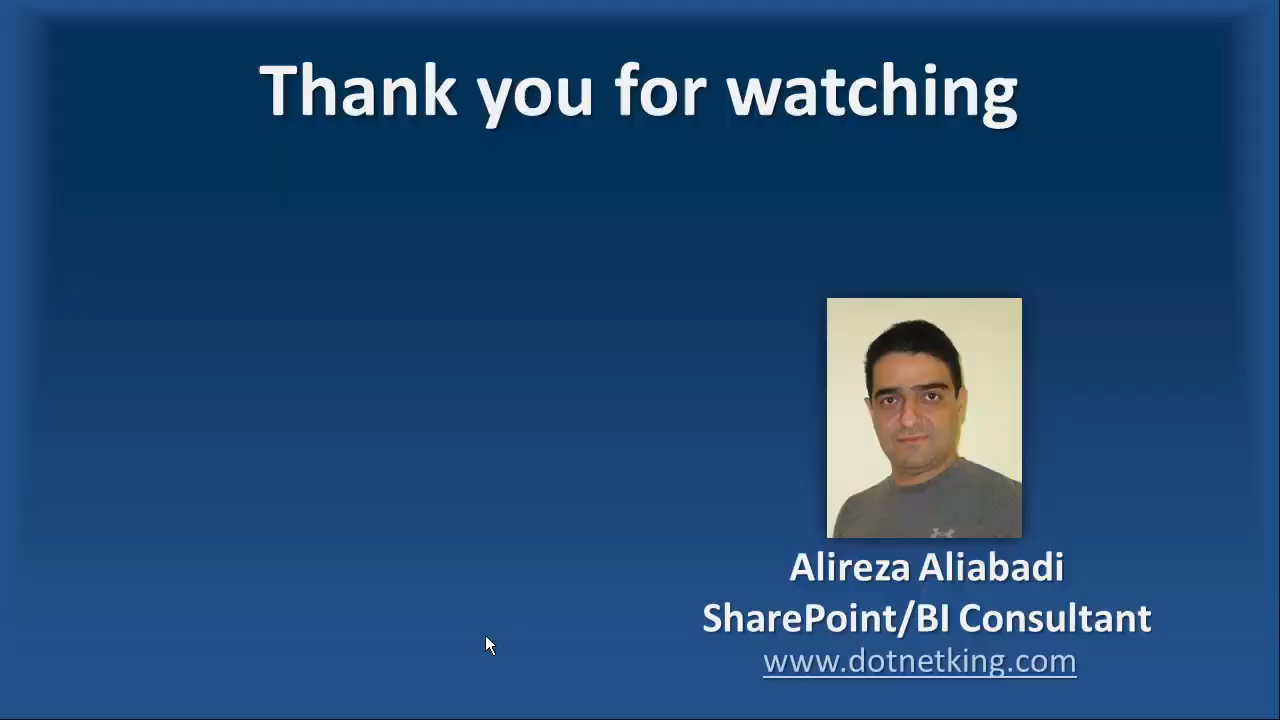 Thank you for watching
Alireza Aliabadi
SharePoint/BI Consultant
www.dotnetking.com